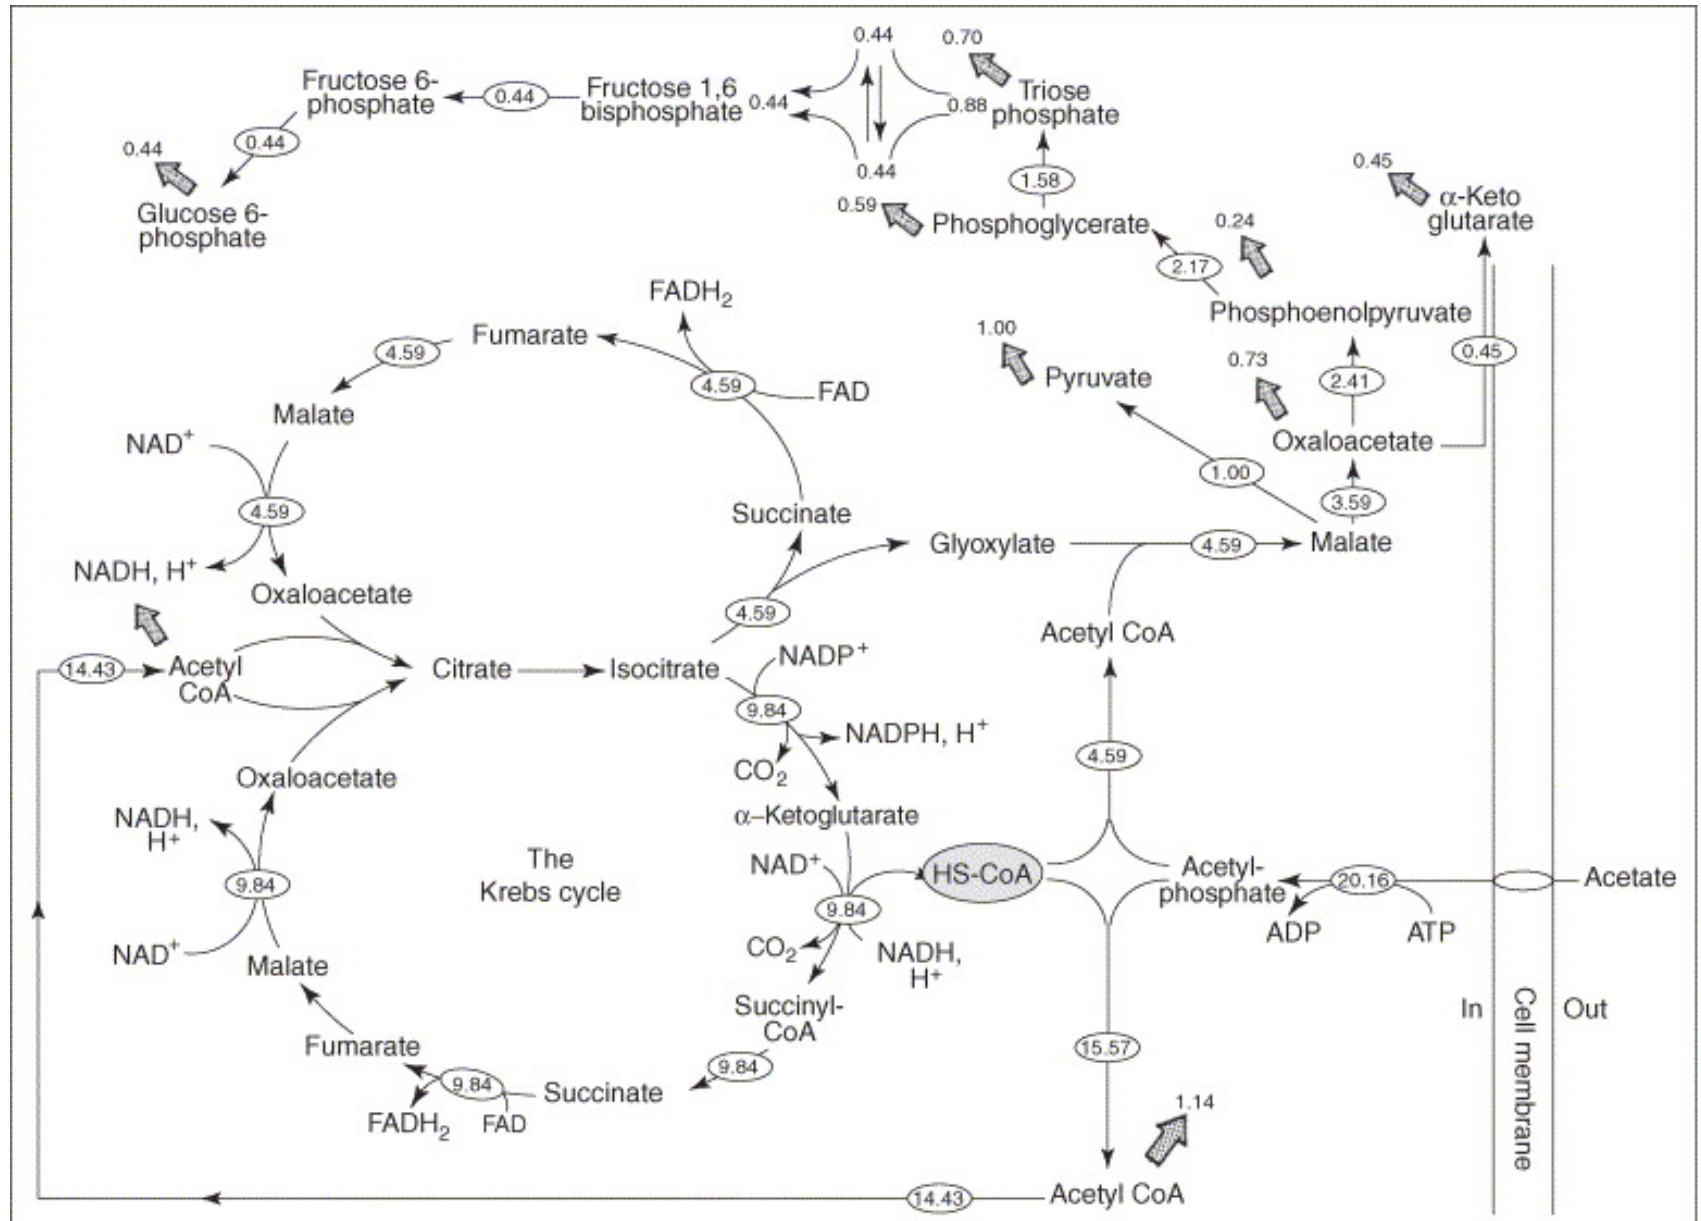 0.44
0.70
Fructose 6-
phosphate
0.44
Fructose 1,6
bisphosphate
0.44
0.88
Triose
phosphate
0.44
0.44
0.44
Glucose 6-
phosphate
0.44
0.59
1.58
Phosphoglycerate
0.45
α-Keto
glutarate
0.24
2.17
Phosphoenolpyruvate
FADH2
Fumarate
4.59
4.59
FAD
1.00
Pyruvate
0.73
2.41
0.45
Malate
NAD+
4.59
NADH, H+
Oxaloacetate
Succinate
Oxaloacetate
1.00
3.59
Glyoxylate
4.59
Malate
4.59
Acetyl CoA
14.43
Acetyl
CoA
Citrate
Isocitrate
NADP+
9.84
NADPH, H+
CO2
4.59
Oxaloacetate
α–Ketoglutarate
NADH,
H+
The
Krebs cycle
NAD+
HS-CoA
Acetyl-
phosphate
20.16
Acetate
9.84
9.84
ADP
ATP
NAD+
Malate
CO2
NADH,
H+
Succinyl-
CoA
In
Cell membrane
Out
Fumarate
9.84
15.57
9.84
Succinate
FADH2
FAD
1.14
14.43
Acetyl CoA